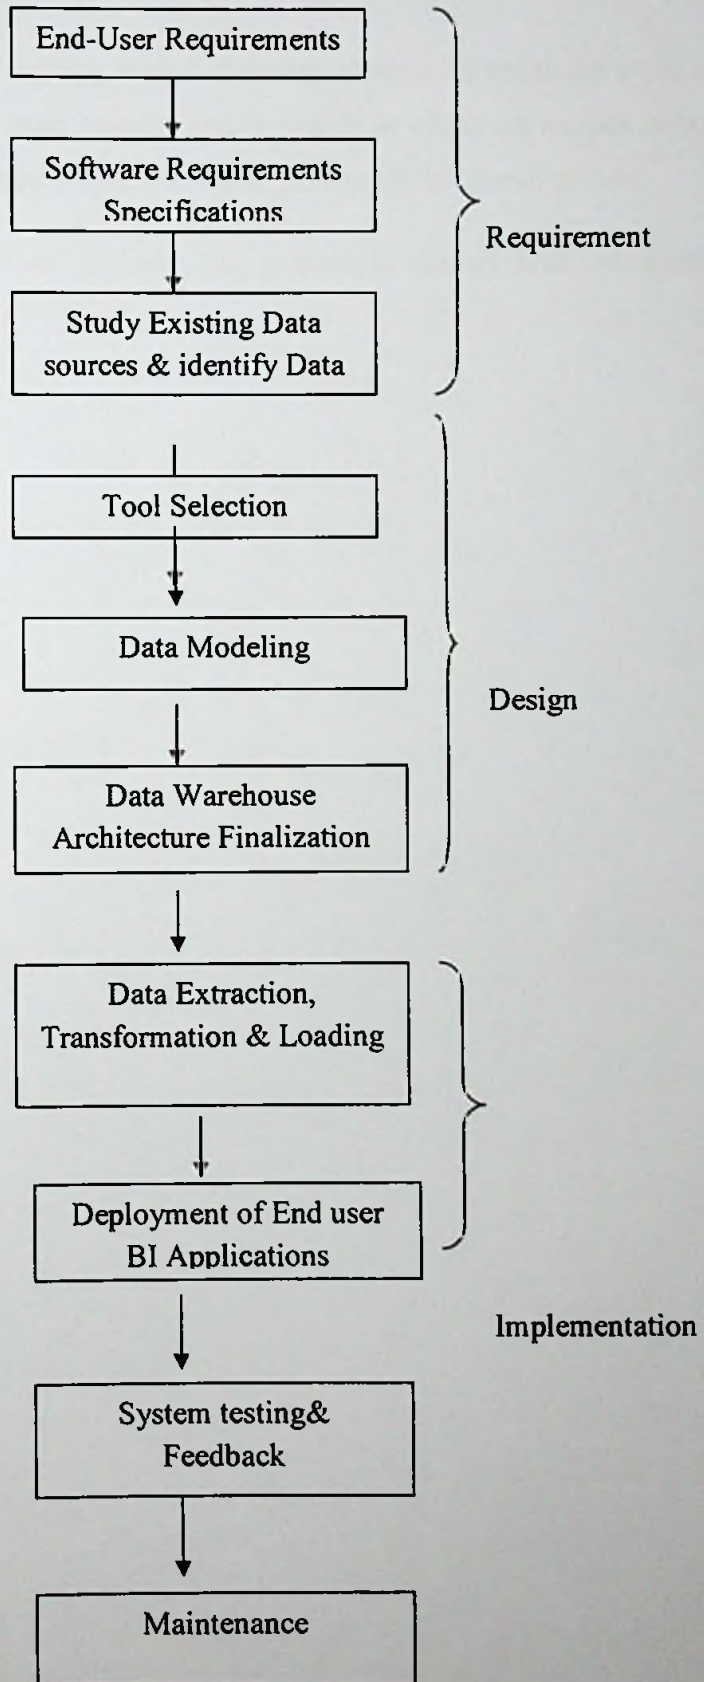 End-User Requirements
Software Requirements
Specifications
Requirement
Study Existing Data
sources & identify Data
Tool Selection
Data Modeling
Design
Data Warehouse
Architecture Finalization
Data Extraction,
Transformation & Loading
Deployment of End user
BI Applications
Implementation
System testing&
Feedback
Maintenance